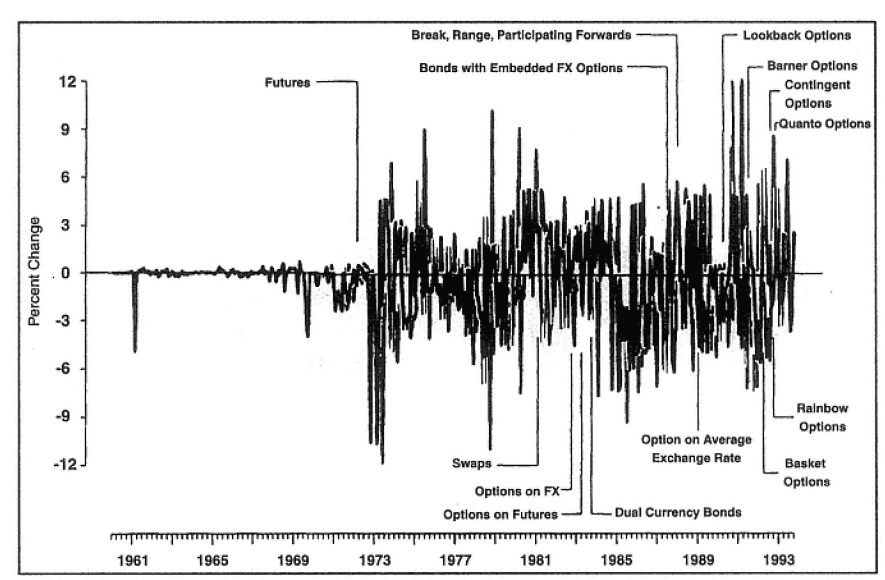 Break, Range, Participating Forwards
Lookback Options
Bonds with Embedded FX Options
Barner Options
Futures
Contingent
Options
Quanto Options
12
9
6
3
0
-3
-6
-9
-12
Percent Change
Rainbow
Options
Option on Average
Exchange Rate
Swaps
Basket
Options
Options on FX
Options on Futures
Dual Currency Bonds
1961 1965 1969 1973 1977 1981 1985 1989 1993